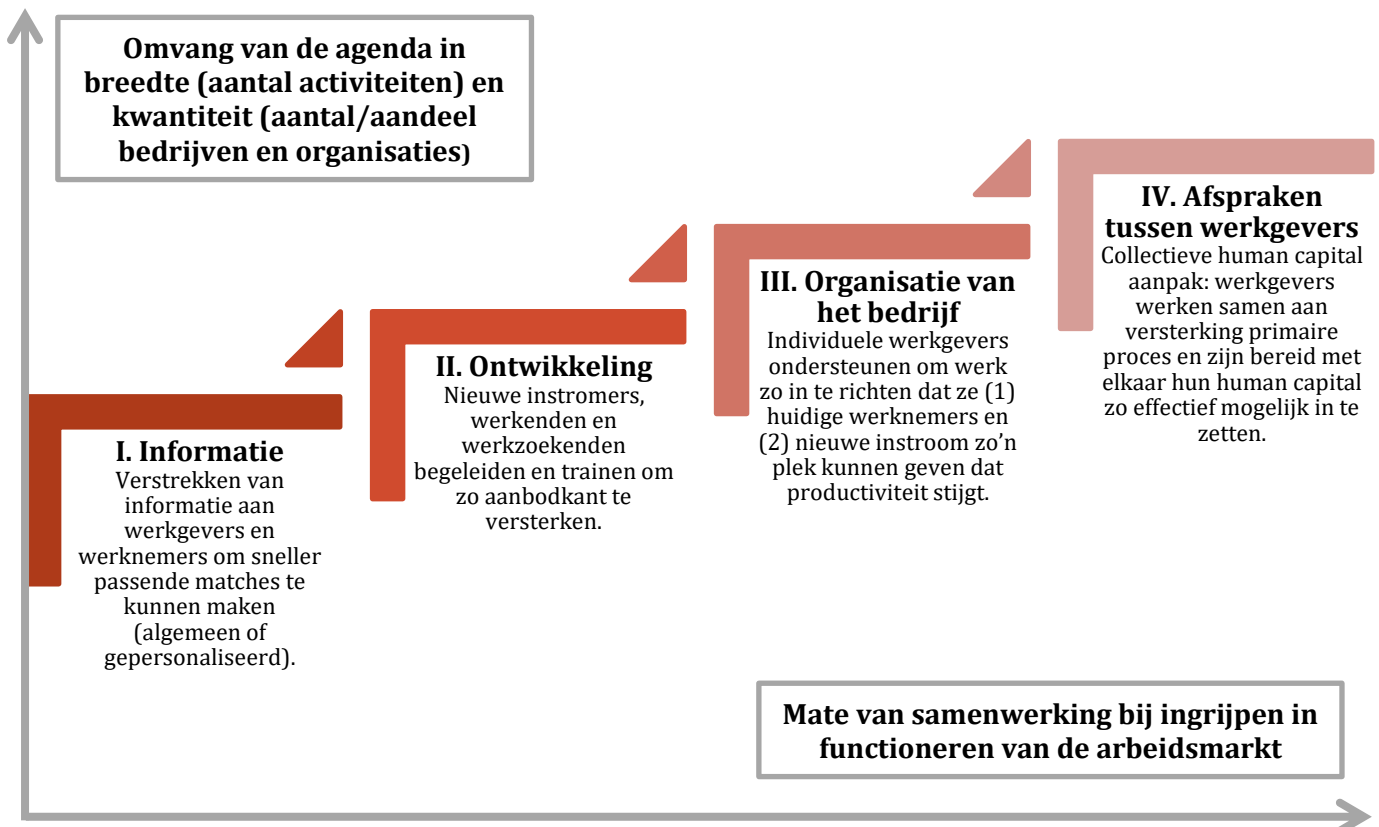 Omvang van de agenda in
breedte (aantal activiteiten) en
kwantiteit (aantal/aandeel
bedrijven en organisaties)
I. Informatie
Verstrekken van
informatie aan
werkgevers en
werknemers om sneller
passende matches te
kunnen maken
(algemeen of
gepersonaliseerd).
II. Ontwikkeling
Nieuwe instromers,
werkenden en
werkzoekenden
begeleiden en trainen om
zo aanbodkant te
versterken.
III. Organisatie van
het bedrijf
Individuele werkgevers
ondersteunen om werk
zo in te richten dat ze (1)
huidige werknemers en
(2) nieuwe instroom zo’n
plek kunnen geven dat
productiviteit stijgt.
IV. Afspraken
tussen werkgevers
Collectieve human capital
aanpak: werkgevers
werken samen aan
versterking primaire
proces en zijn bereid met
elkaar hun human capital
zo effectief mogelijk in te
zetten.
Mate van samenwerking bij ingrijpen in
functioneren van de arbeidsmarkt